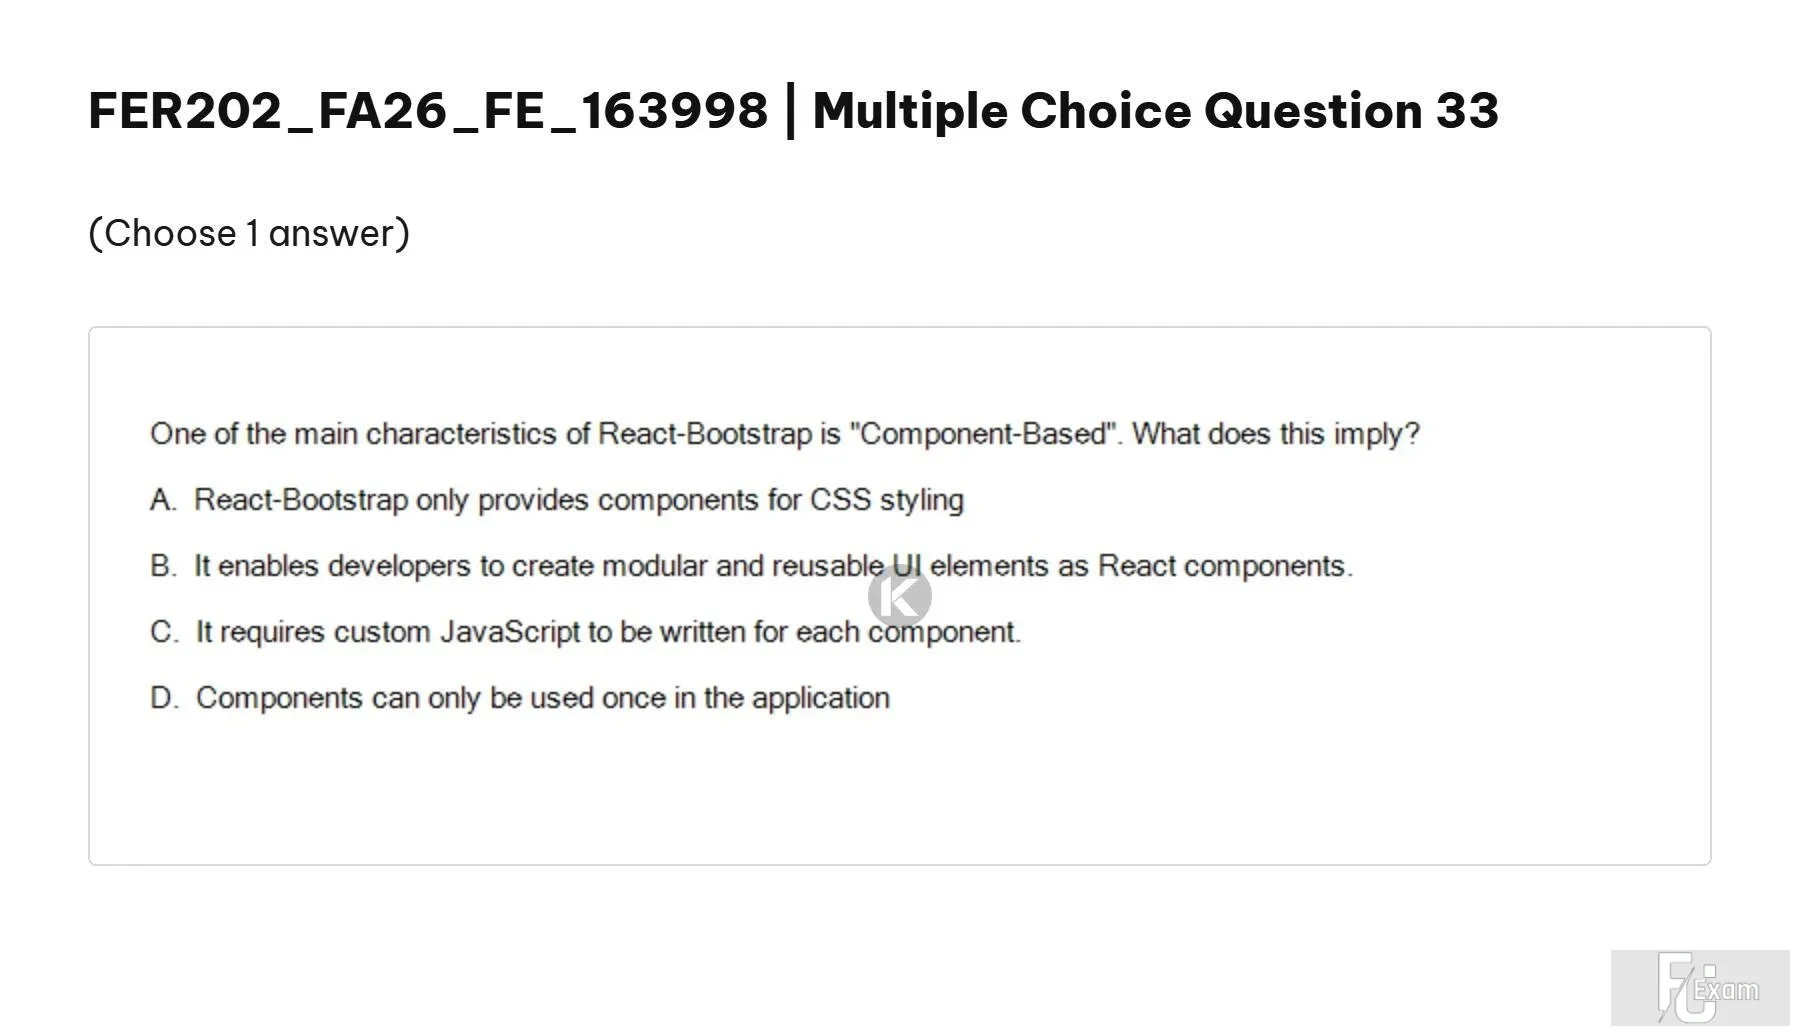 FER202_FA26_FE_163998 | Multiple Choice Question 33
(Choose 1 answer)
One of the main characteristics of React-Bootstrap is "Component-Based". What does this imply?
A. React-Bootstrap only provides components for CSS styling
B. It enables developers to create modular and reusable UI elements as React components.
K
C. It requires custom JavaScript to be written for each component.
D. Components can only be used once in the application
FU Exam